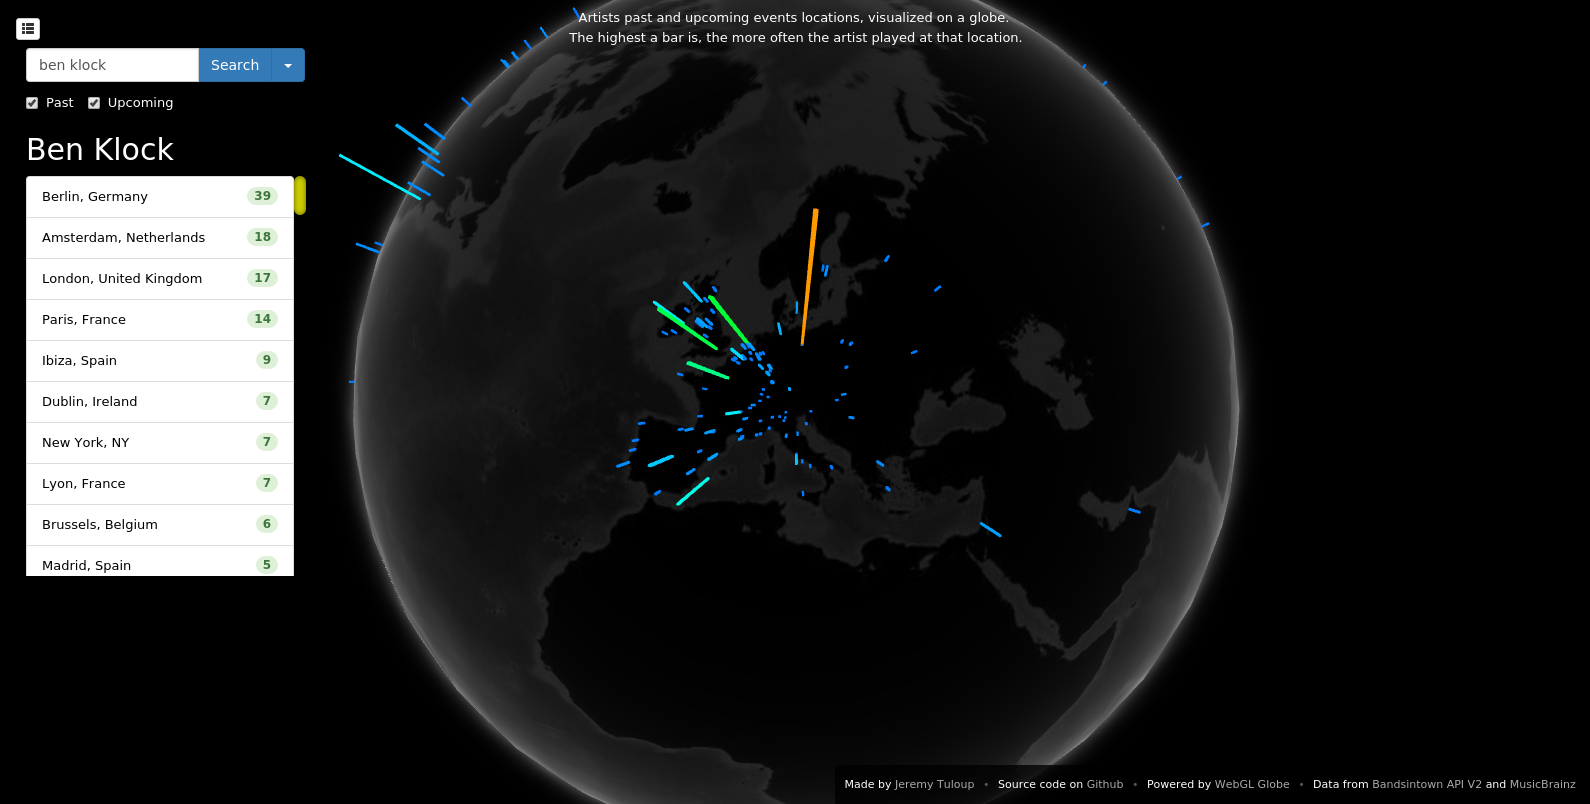 Artists past and upcoming events locations, visualized on a globe.
The highest a bar is, the more often the artist played at that location.
ben klock
Search
Past Upcoming
Ben Klock
Berlin, Germany 39
Amsterdam, Netherlands 18
London, United Kingdom 17
Paris, France 14
Ibiza, Spain 9
Dublin, Ireland 7
New York, NY 7
Lyon, France 7
Brussels, Belgium 6
Madrid, Spain 5
Made by Jeremy Tuloup • Source code on Github • Powered by WebGL Globe • Data from Bandsintown API V2 and MusicBrainz